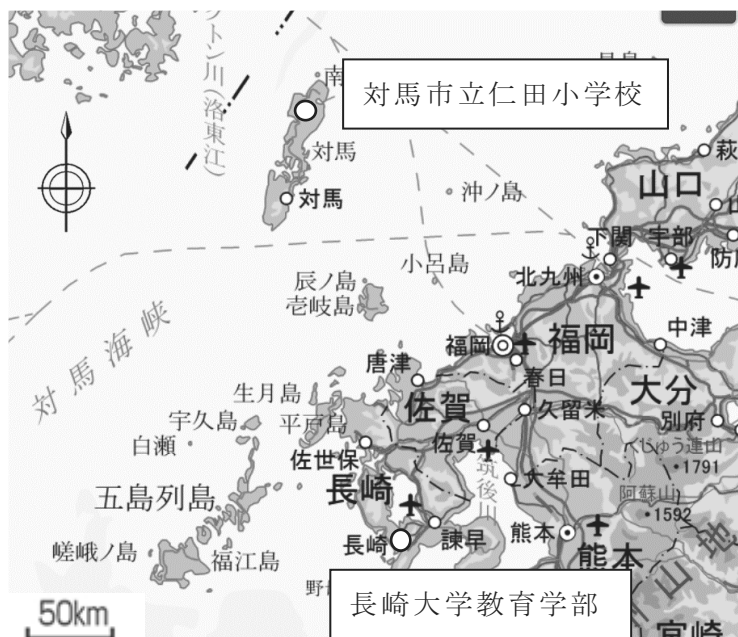 クトン川(洛東江)
対馬市立仁田小学校
対馬
対馬
沖ノ島
萩
山口
下関
宇部
防
北九州
小呂島
辰ノ島
壱岐島
対馬海峡
福岡
福岡
中津
春日
唐津
大分
生月島
佐賀
久留米
別府
宇久島
平戸島
佐賀
くじゅう連山
白瀬
佐世保
1791
筑後川
大牟田
長崎
五島列島
阿蘇山
1592
熊本
長崎
諫早
嵯峨ノ島
福江島
熊本
山地
長崎大学教育学部
宮崎
50km